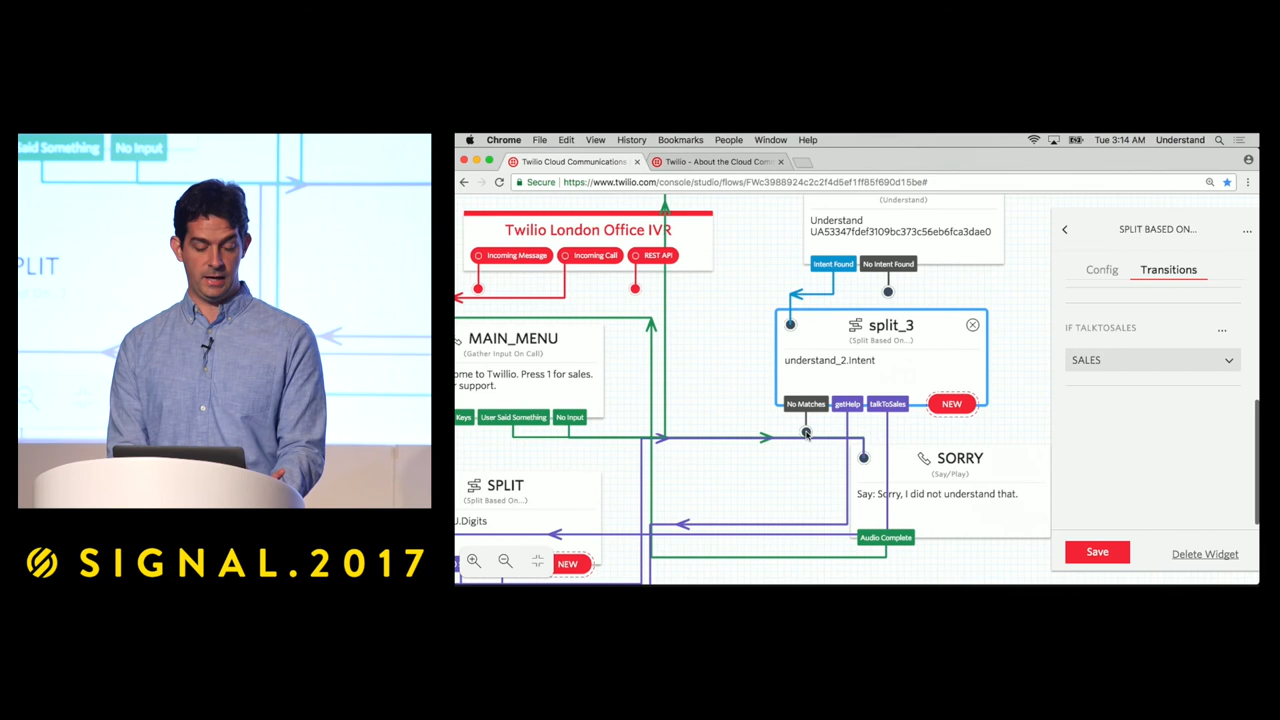 Said Something
No Input
PLIT
SIGNAL.2017
Chrome File Edit View History Bookmarks People Window Help
Tue 3:14 AM Understand
Twilio Cloud Communications
Twilio - About the Cloud Com
Secure https://www.twilio.com/console/studio/flows/FWc3988924c2c2f4d5ef1ff85f690d15be#
Twilio London Office IVR
Incoming Message
Incoming Call
REST API
(Understand)
Understand
UA53347fdef3109bc373c56eb6fca3dae0
Intent Found
No Intent Found
MAIN_MENU
(Gather Input On Call)
ome to Twillio. Press 1 for sales.
r support.
Keys
User Said Something
No Input
split_3
(Split Based On...)
understand_2.Intent
No Matches
getHelp
talkToSales
NEW
SORRY
(Say/Play)
Say: Sorry, I did not understand that.
Audio Complete
SPLIT
(Split Based On...)
U.Digits
NEW
SPLIT BASED ON...
Config
Transitions
IF TALKTOSALES
SALES
Save
Delete Widget